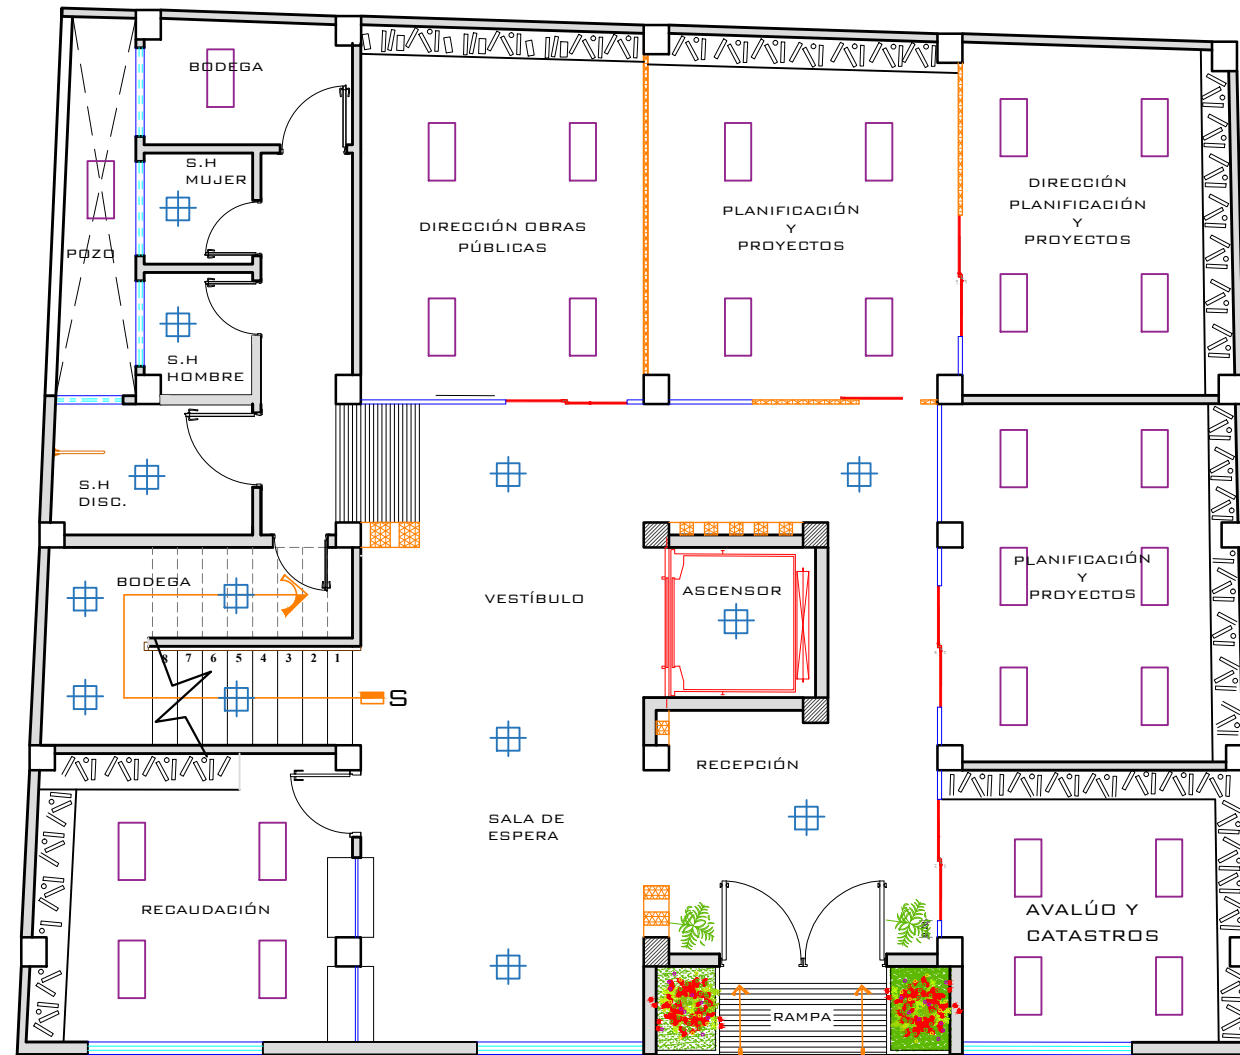 BODEGA
S.H
MUJER
POZO
S.H
HOMBRE
S.H
DISC.
DIRECCIÓN OBRAS
PÚBLICAS
PLANIFICACIÓN
Y
PROYECTOS
DIRECCIÓN
PLANIFICACIÓN
Y
PROYECTOS
BODEGA
8 7 6 5 4 3 2 1
S
VESTÍBULO
ASCENSOR
PLANIFICACIÓN
Y
PROYECTOS
RECEPCIÓN
SALA DE
ESPERA
RECAUDACIÓN
AVALÚO Y
CATASTROS
RAMPA